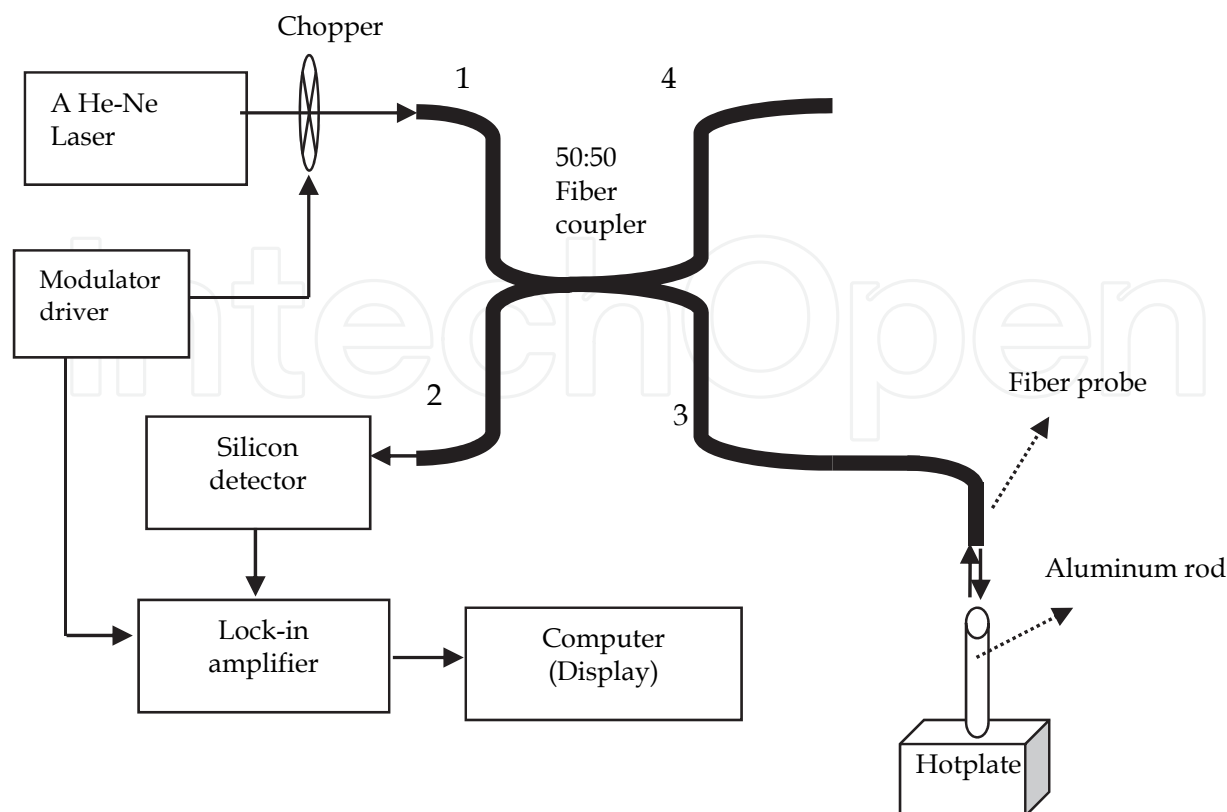 Chopper
A He-Ne
Laser
1
4
50:50
Fiber
coupler
Modulator
driver
IntechOpen
2
3
Fiber probe
Silicon
detector
Aluminum rod
Lock-in
amplifier
Computer
(Display)
Hotplate